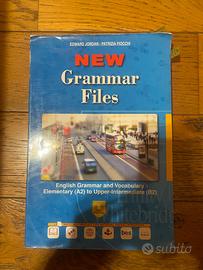 EDWARD JORDAN - PATRIZIA FIOCCHI
NEW
Grammar
Files
English Grammar and Vocabulary
Elementary (A2) to Upper-Intermediate (B2)
subito